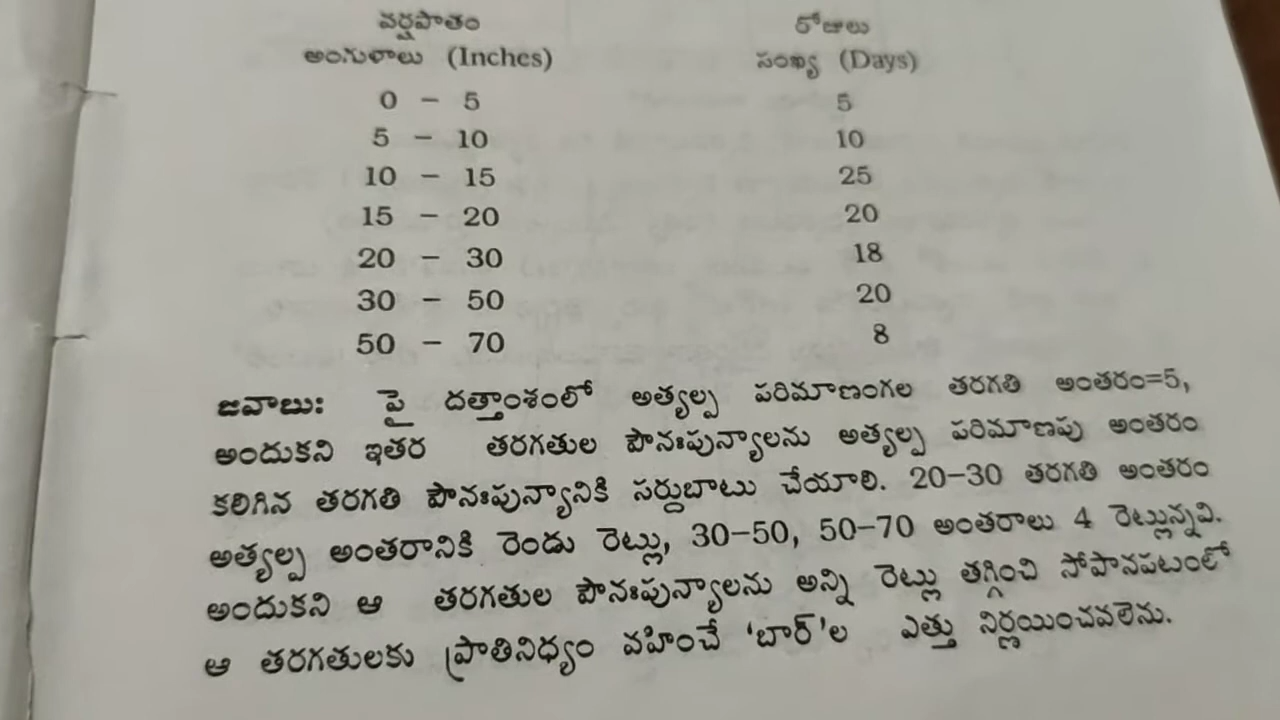 వర్షపాతం రోజులు
అంగుళాలు (Inches) సంఖ్య (Days)
0 – 5 5
5 – 10 10
10 – 15 25
15 – 20 20
20 – 30 18
30 – 50 20
50 – 70 8
జవాబు: పై దత్తాంశంలో అత్యల్ప పరిమాణంగల తరగతి అంతరం=5,
అందుకని ఇతర తరగతుల పౌనఃపున్యాలను అత్యల్ప పరిమాణపు అంతరం
కలిగిన తరగతి పౌనఃపున్యానికి సర్దుబాటు చేయాలి. 20–30 తరగతి అంతరం
అత్యల్ప అంతరానికి రెండు రెట్లు, 30–50, 50–70 అంతరాలు 4 రెట్లున్నవి.
అందుకని ఆ తరగతుల పౌనఃపున్యాలను అన్ని రెట్లు తగ్గించి సోపానపటంలో
ఆ తరగతులకు ప్రాతినిధ్యం వహించే ‘బార్’ల ఎత్తు నిర్ణయించవలెను.